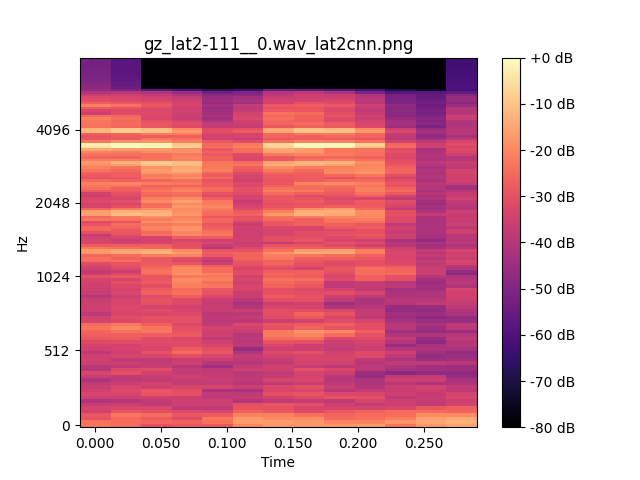 gz_lat2-111__0.wav_lat2cnn.png
Hz
4096
2048
1024
512
0
0.000 0.050 0.100 0.150 0.200 0.250
Time
+0 dB
-10 dB
-20 dB
-30 dB
-40 dB
-50 dB
-60 dB
-70 dB
-80 dB